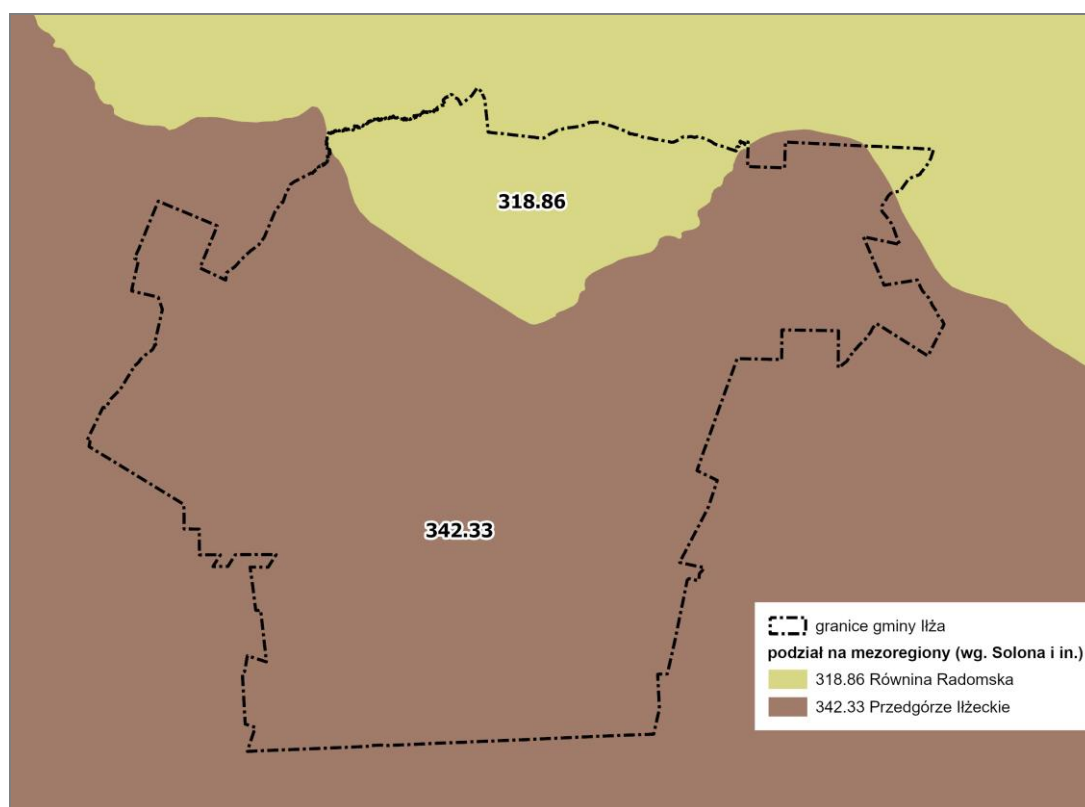 318.86
342.33
granice gminy Iłża
podział na mezoregiony (wg. Solona i in.)
318.86 Równina Radomska
342.33 Przedgórze Iłżeckie